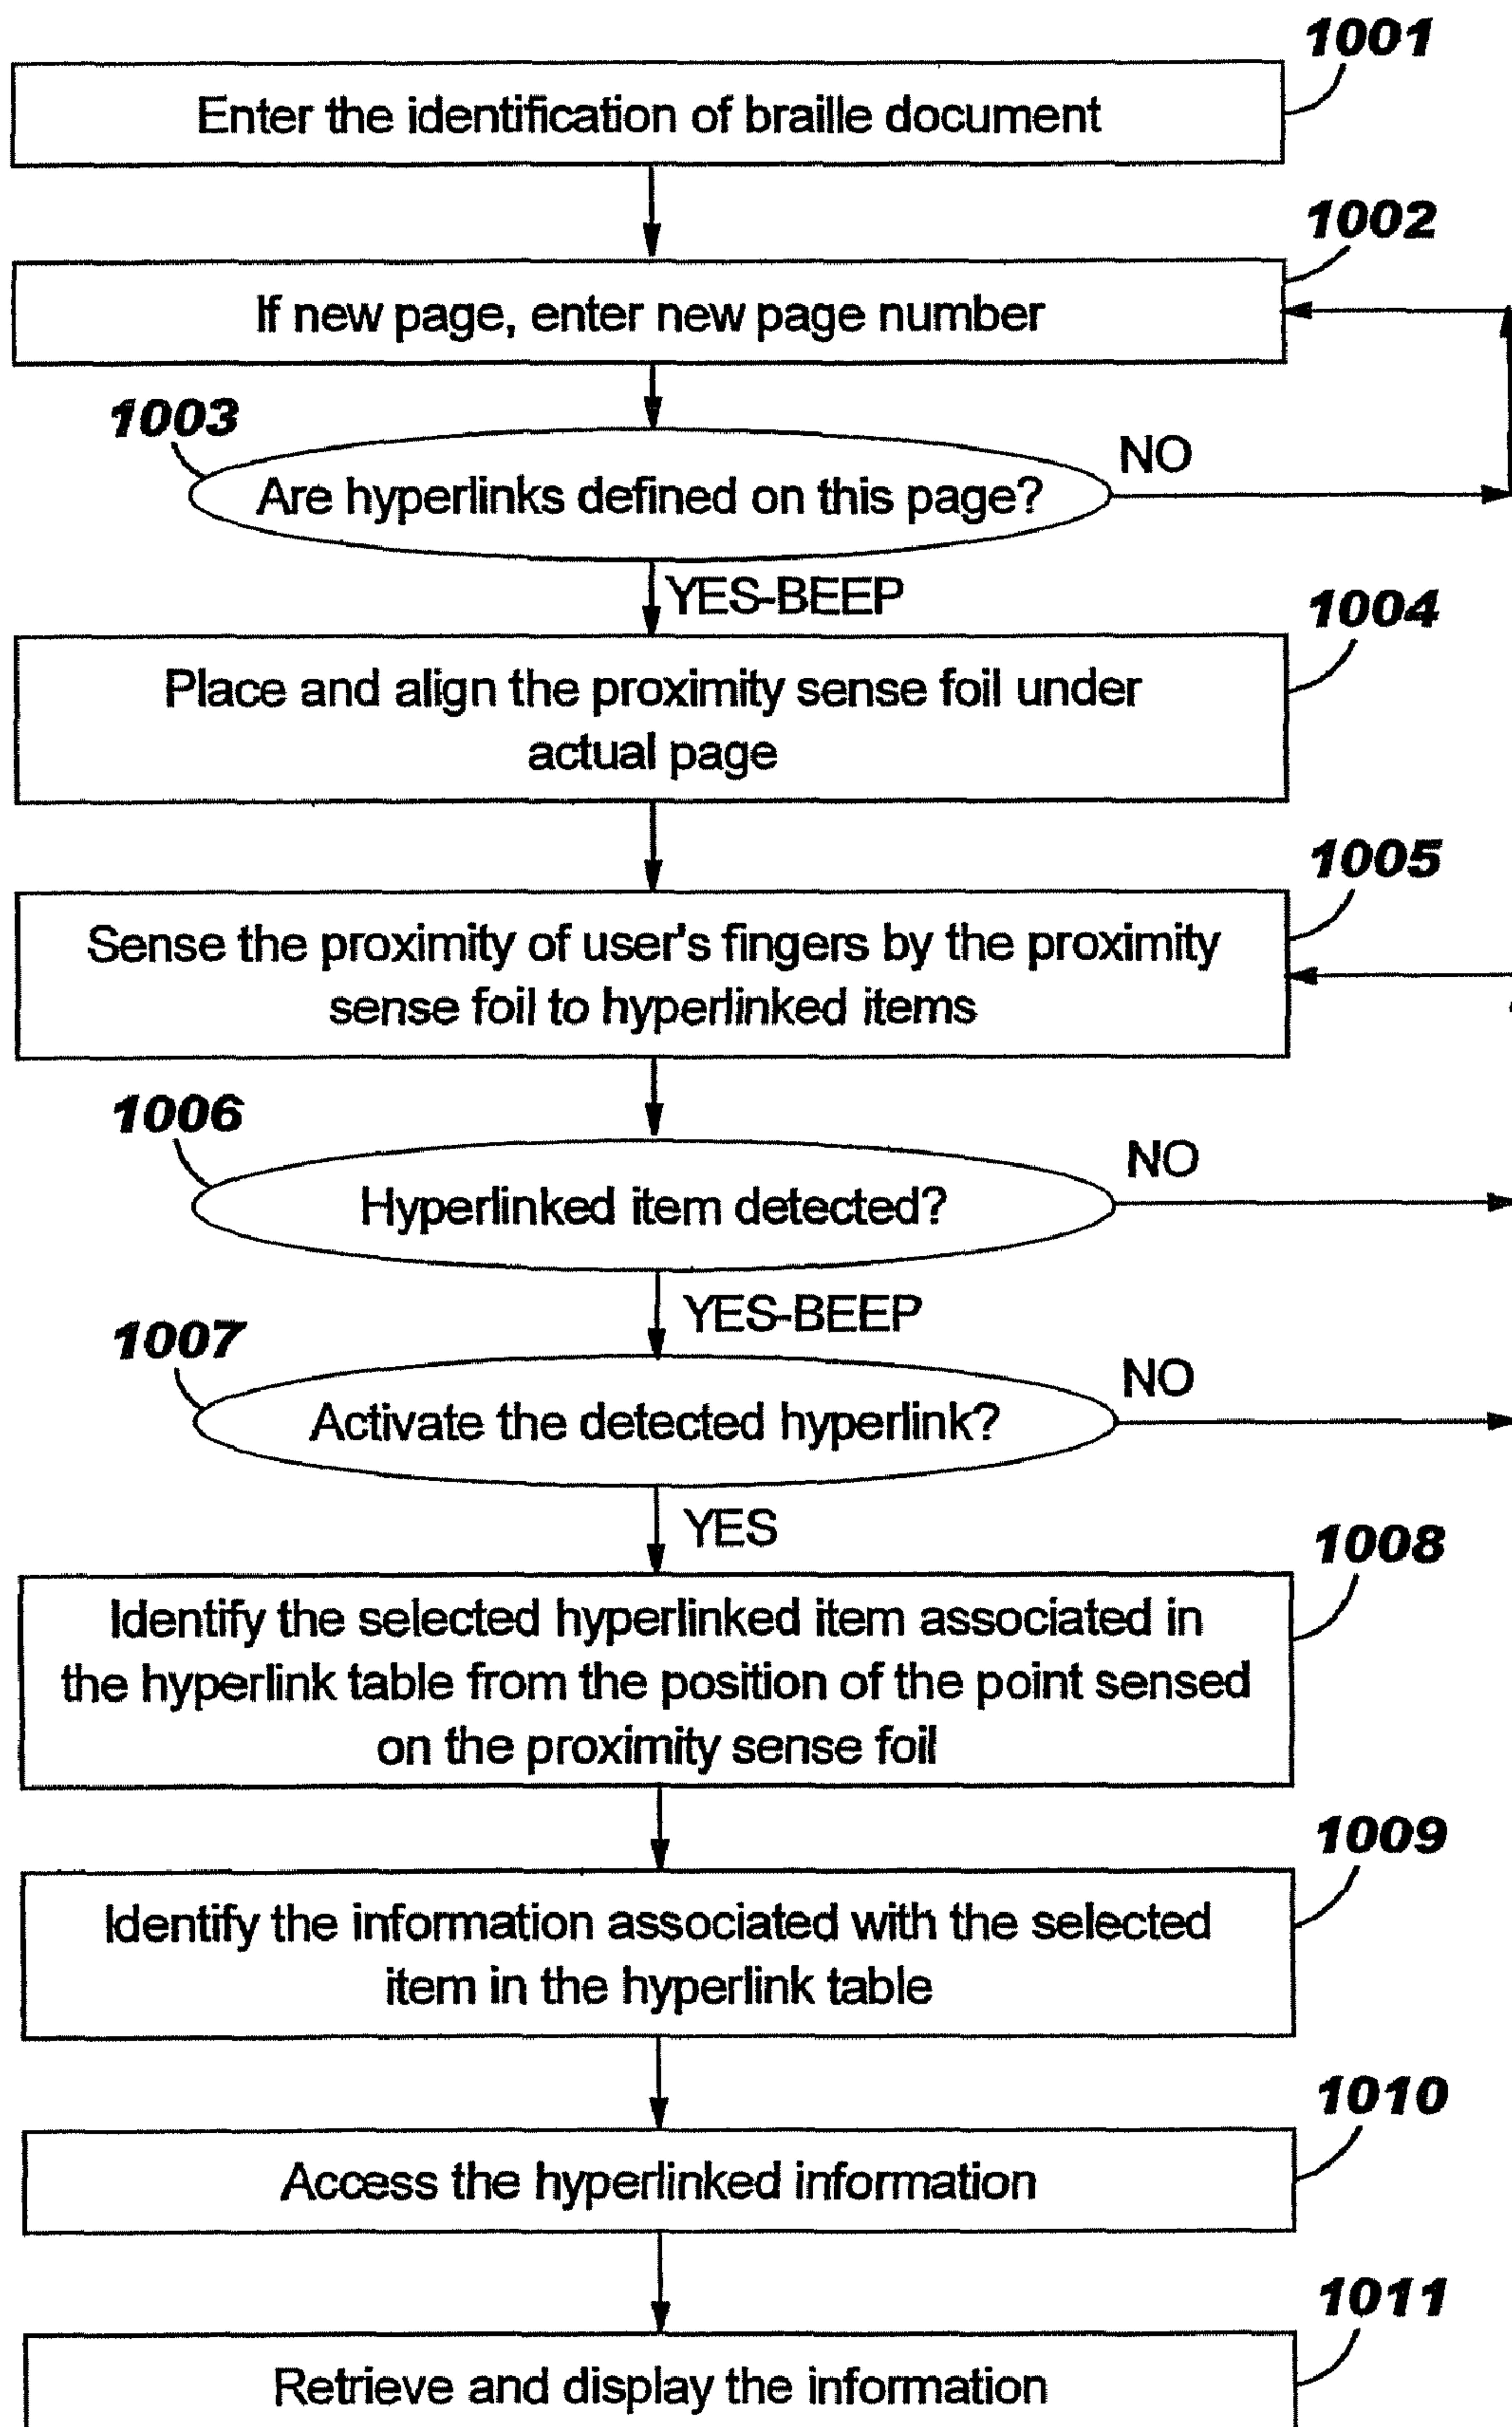 1001
Enter the identification of braille document
1002
If new page, enter new page number
1003
NO
Are hyperlinks defined on this page?
YES-BEEP
1004
Place and align the proximity sense foil under
actual page
1005
Sense the proximity of user's fingers by the proximity
sense foil to hyperlinked items
1006
NO
Hyperlinked item detected?
YES-BEEP
1007
NO
Activate the detected hyperlink?
YES
1008
Identify the selected hyperlinked item associated in
the hyperlink table from the position of the point sensed
on the proximity sense foil
1009
Identify the information associated with the selected
item in the hyperlink table
1010
Access the hyperlinked information
1011
Retrieve and display the information